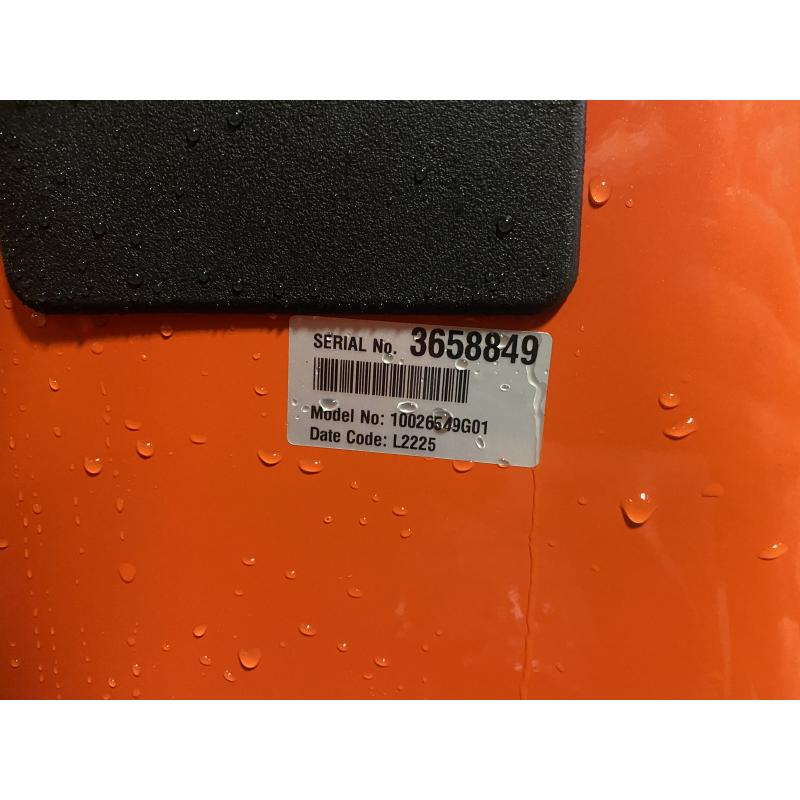 SERIAL No. 3658849
Model No: 10026549G01
Date Code: L2225